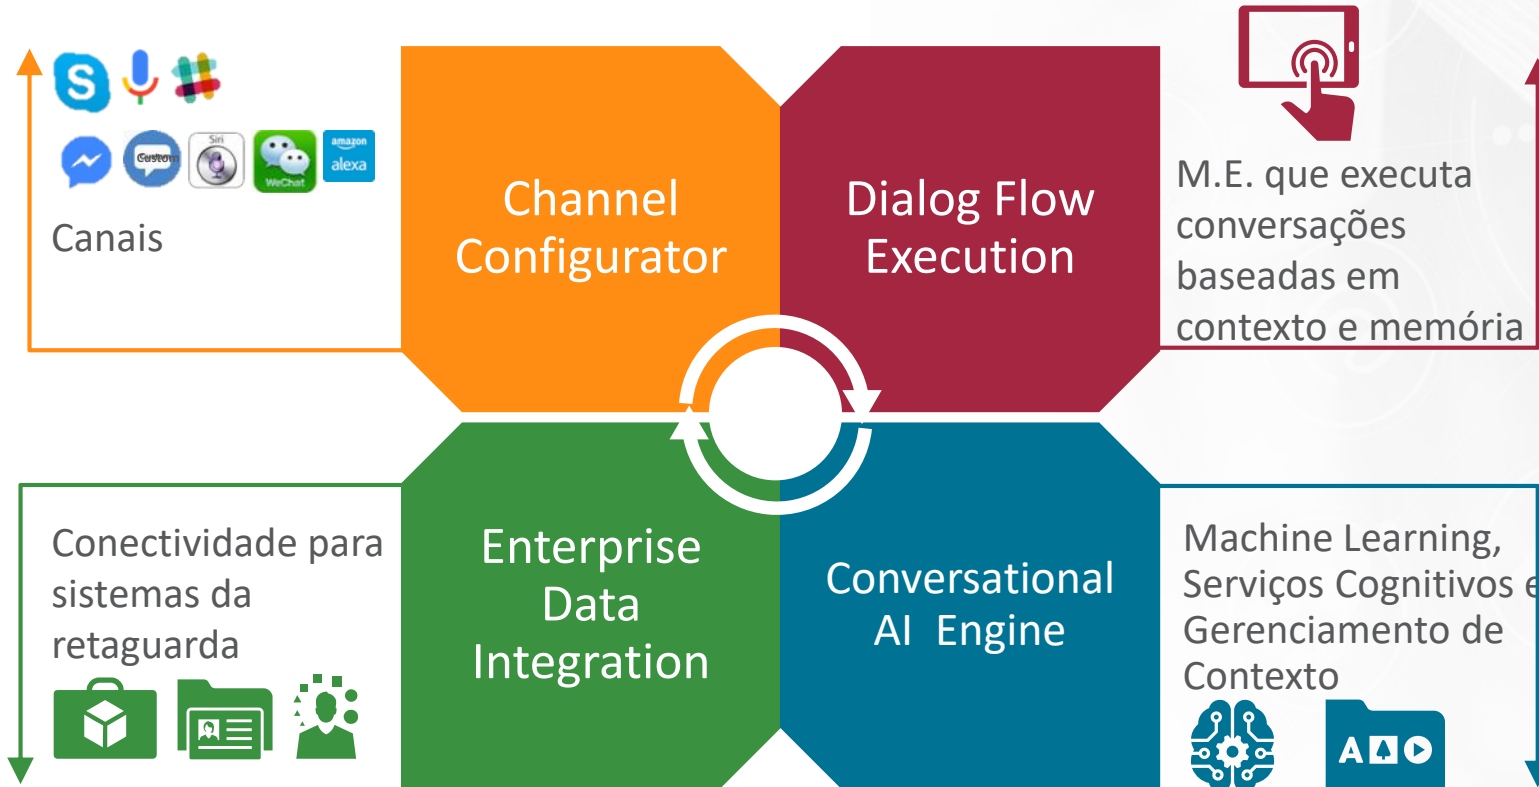 S
Custom
Siri
WeChat
amazon
alexa
Canais
Channel
Configurator
Dialog Flow
Execution
M.E. que executa
conversações
baseadas em
contexto e memória
Conectividade para
sistemas da
retaguarda
Enterprise
Data
Integration
Conversational
AI Engine
Machine Learning,
Serviços Cognitivos e
Gerenciamento de
Contexto
A